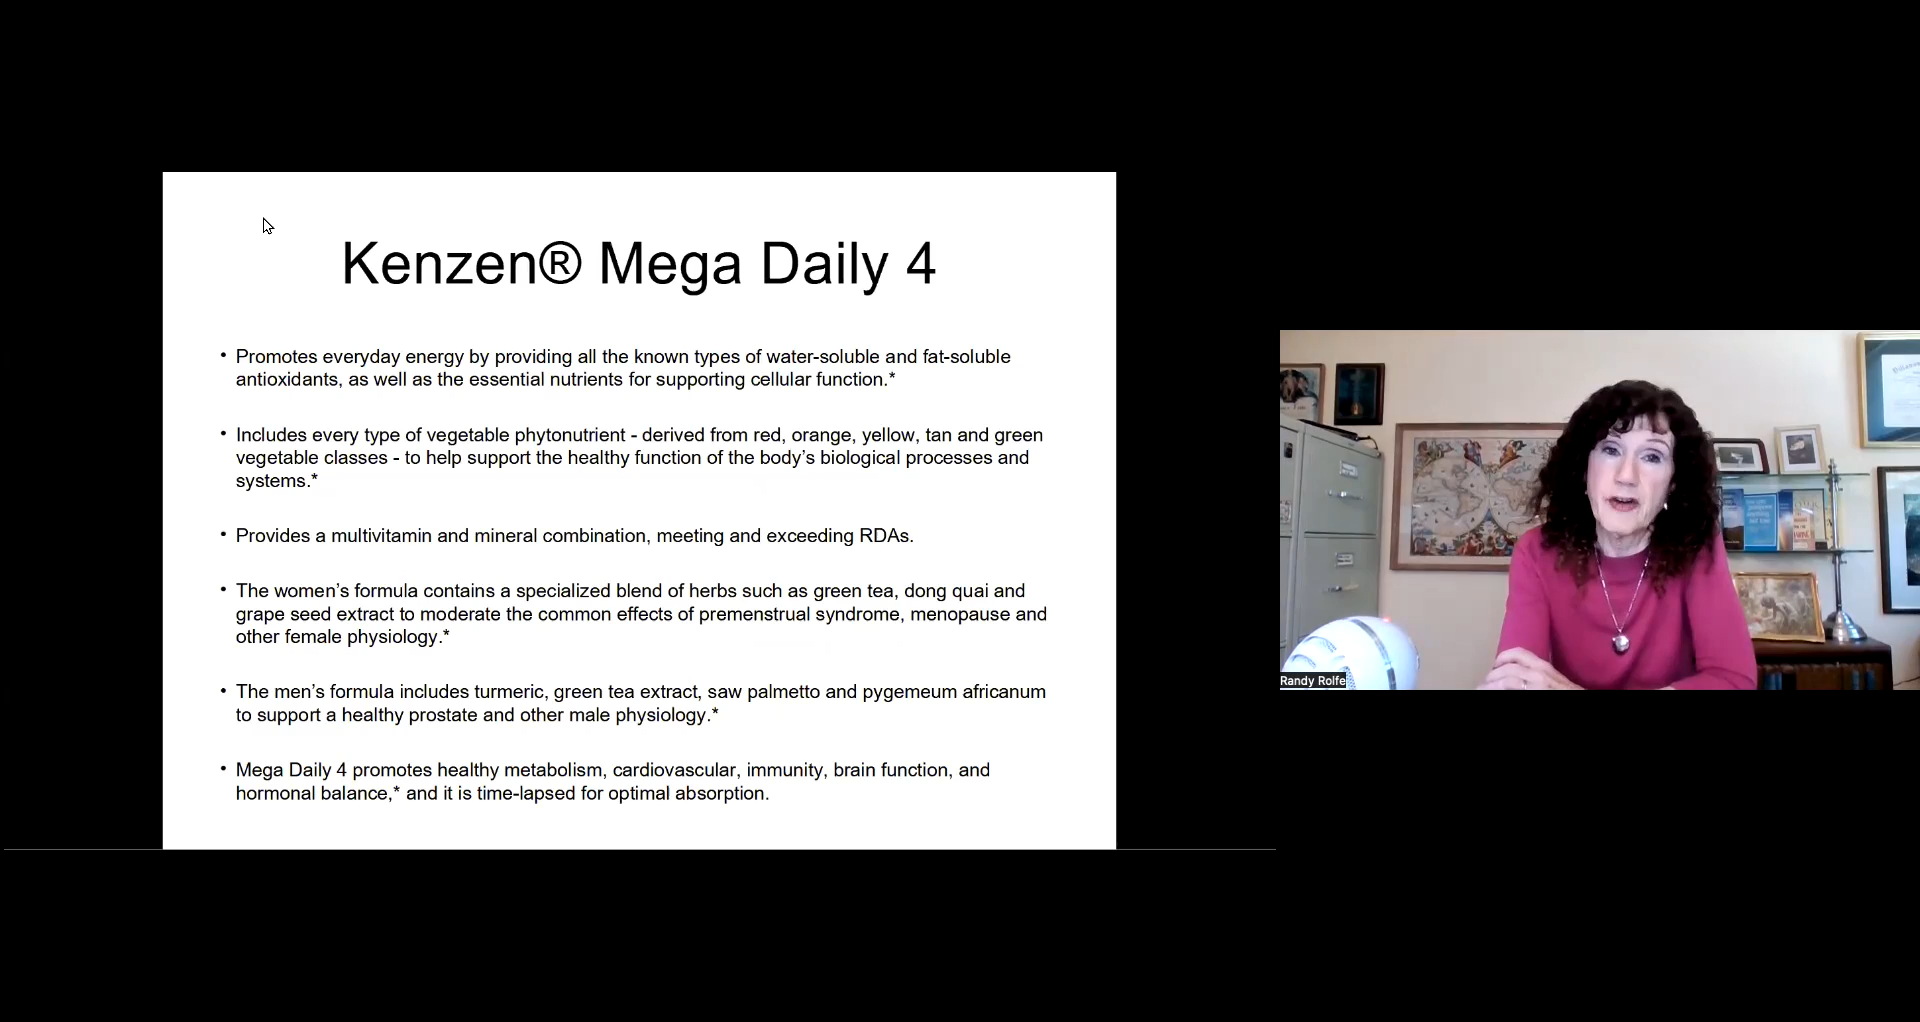 Kenzen® Mega Daily 4
• Promotes everyday energy by providing all the known types of water-soluble and fat-soluble
antioxidants, as well as the essential nutrients for supporting cellular function.*
• Includes every type of vegetable phytonutrient - derived from red, orange, yellow, tan and green
vegetable classes - to help support the healthy function of the body’s biological processes and
systems.*
• Provides a multivitamin and mineral combination, meeting and exceeding RDAs.
• The women’s formula contains a specialized blend of herbs such as green tea, dong quai and
grape seed extract to moderate the common effects of premenstrual syndrome, menopause and
other female physiology.*
• The men’s formula includes turmeric, green tea extract, saw palmetto and pygemeum africanum
to support a healthy prostate and other male physiology.*
• Mega Daily 4 promotes healthy metabolism, cardiovascular, immunity, brain function, and
hormonal balance,* and it is time-lapsed for optimal absorption.
Randy Rolfe